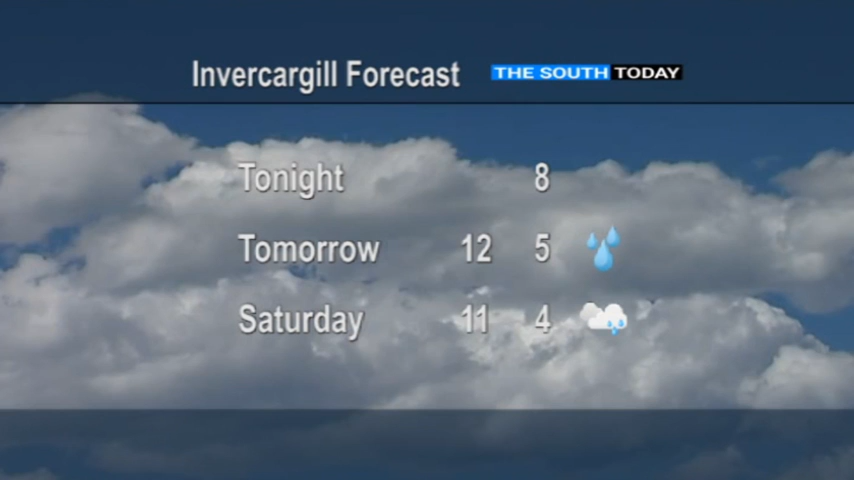 Invercargill Forecast THE SOUTH TODAY
Tonight 8
Tomorrow 12 5
Saturday 11 4